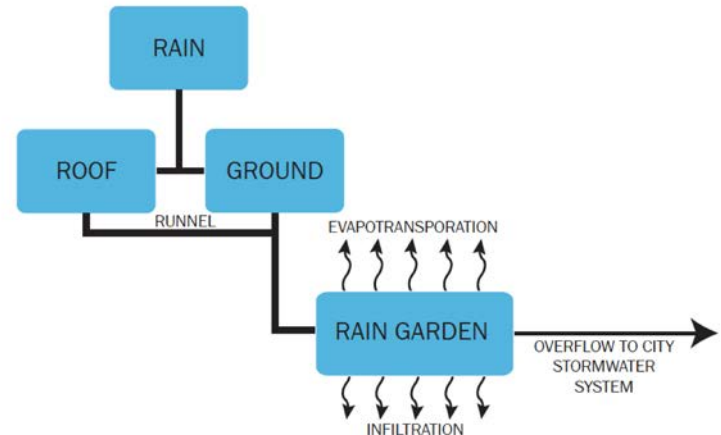 RAIN
ROOF
GROUND
RUNNEL
EVAPOTRANSPORATION
RAIN GARDEN
OVERFLOW TO CITY
STORMWATER
SYSTEM
INFILTRATION